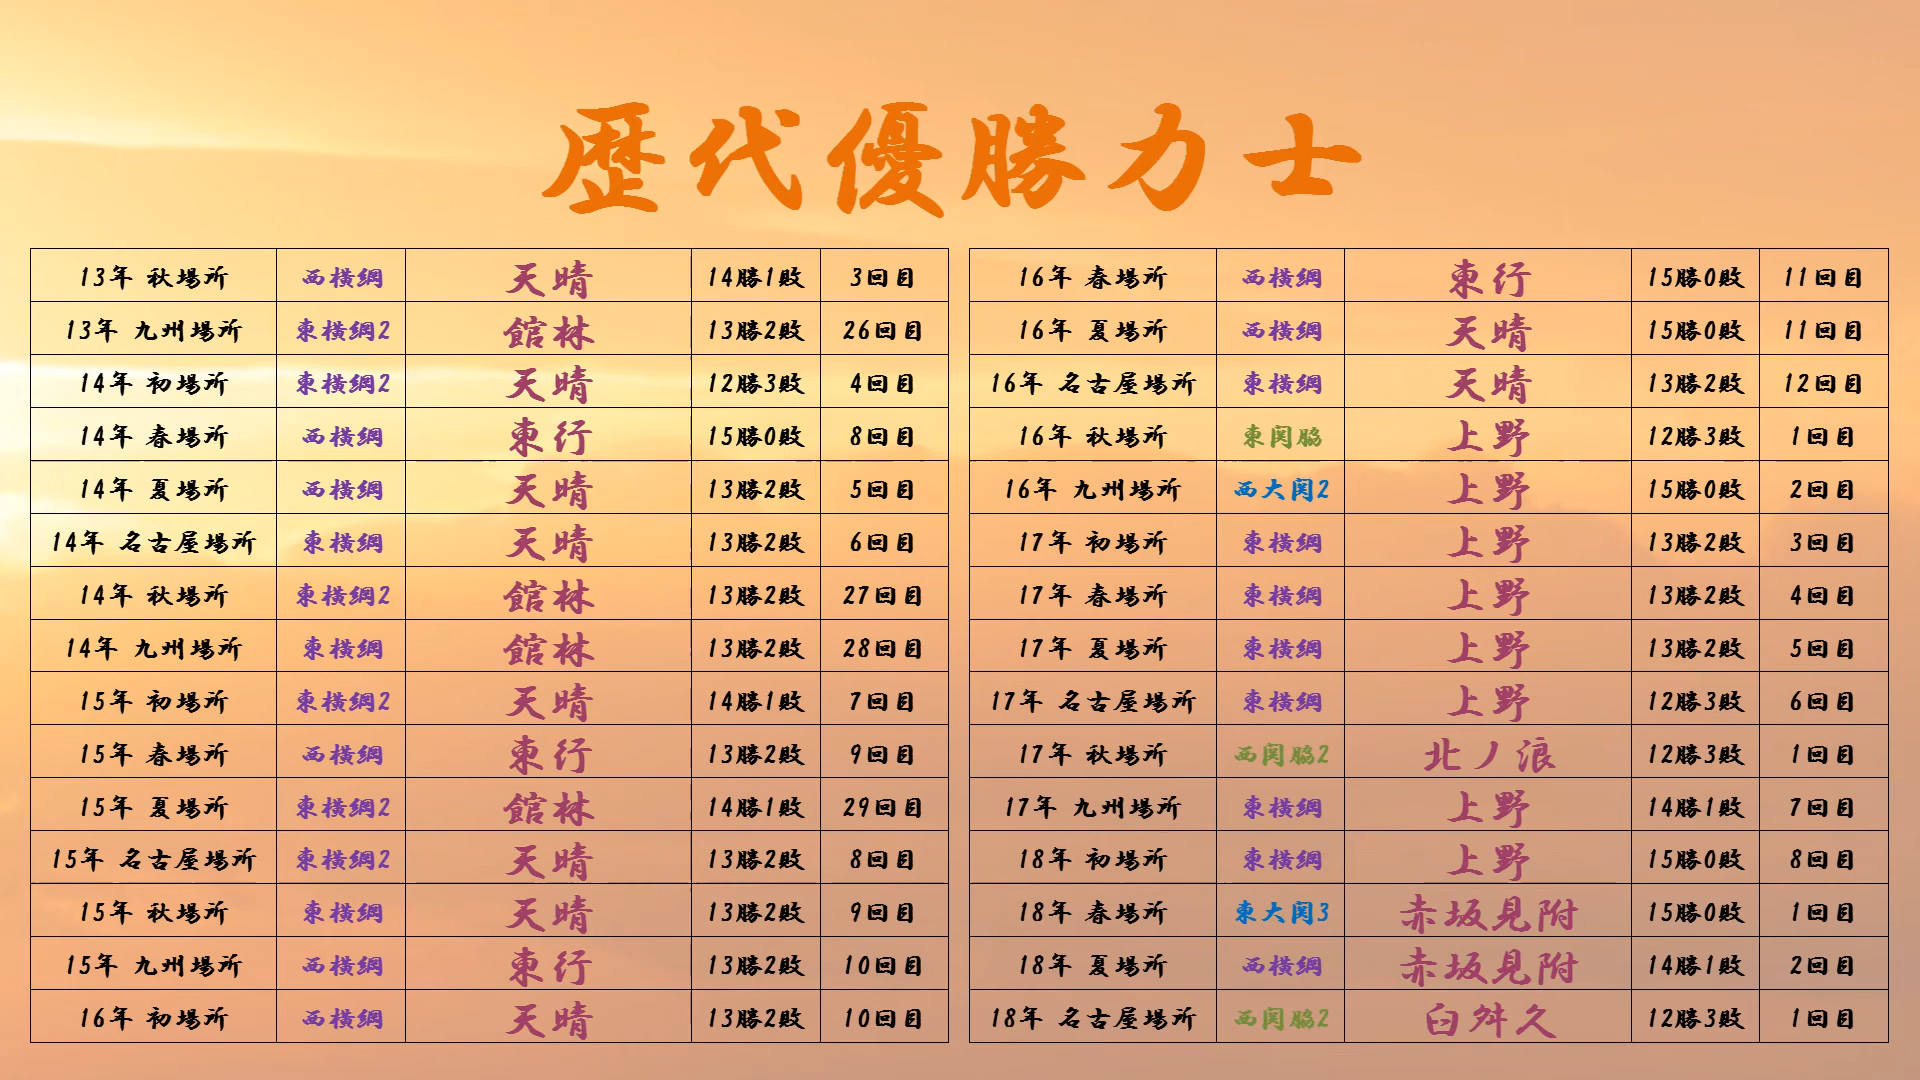 歴代優勝力士
13年 秋場所 西横綱 天晴 14勝1敗 3回目
13年 九州場所 東横綱2 館林 13勝2敗 26回目
14年 初場所 東横綱2 天晴 12勝3敗 4回目
14年 春場所 西横綱 東行 15勝0敗 8回目
14年 夏場所 西横綱 天晴 13勝2敗 5回目
14年 名古屋場所 東横綱 天晴 13勝2敗 6回目
14年 秋場所 東横綱2 館林 13勝2敗 27回目
14年 九州場所 東横綱 館林 13勝2敗 28回目
15年 初場所 東横綱2 天晴 14勝1敗 7回目
15年 春場所 西横綱 東行 13勝2敗 9回目
15年 夏場所 東横綱2 館林 14勝1敗 29回目
15年 名古屋場所 東横綱2 天晴 13勝2敗 8回目
15年 秋場所 東横綱 天晴 13勝2敗 9回目
15年 九州場所 西横綱 東行 13勝2敗 10回目
16年 初場所 西横綱 天晴 13勝2敗 10回目
16年 春場所 西横綱 東行 15勝0敗 11回目
16年 夏場所 西横綱 天晴 15勝0敗 11回目
16年 名古屋場所 東横綱 天晴 13勝2敗 12回目
16年 秋場所 東関脇 上野 12勝3敗 1回目
16年 九州場所 西大関2 上野 15勝0敗 2回目
17年 初場所 東横綱 上野 13勝2敗 3回目
17年 春場所 東横綱 上野 13勝2敗 4回目
17年 夏場所 東横綱 上野 13勝2敗 5回目
17年 名古屋場所 東横綱 上野 12勝3敗 6回目
17年 秋場所 西関脇2 北ノ浪 12勝3敗 1回目
17年 九州場所 東横綱 上野 14勝1敗 7回目
18年 初場所 東横綱 上野 15勝0敗 8回目
18年 春場所 東大関3 赤坂見附 15勝0敗 1回目
18年 夏場所 西横綱 赤坂見附 14勝1敗 2回目
18年 名古屋場所 西関脇2 臼舛久 12勝3敗 1回目